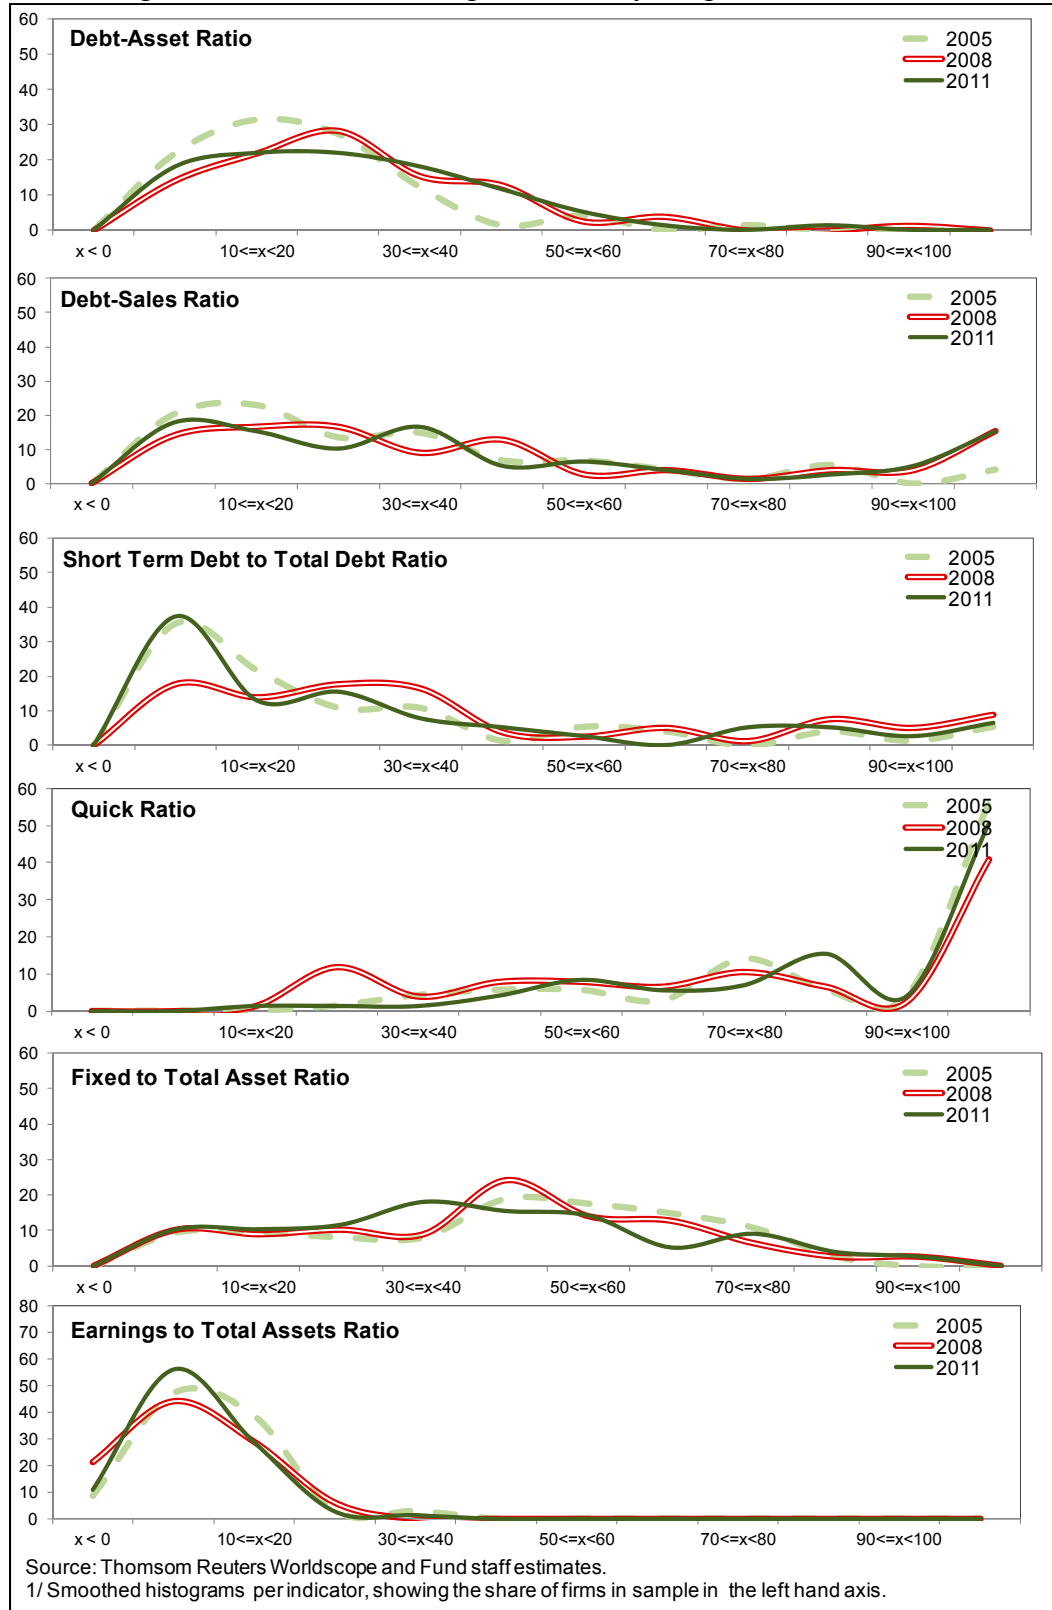 Debt-Asset Ratio
2005
2008
2011
60
50
40
30
20
10
0
x < 0
10<=x<20
30<=x<40
50<=x<60
70<=x<80
90<=x<100
Debt-Sales Ratio
2005
2008
2011
60
50
40
30
20
10
0
x < 0
10<=x<20
30<=x<40
50<=x<60
70<=x<80
90<=x<100
Short Term Debt to Total Debt Ratio
2005
2008
2011
60
50
40
30
20
10
0
x < 0
10<=x<20
30<=x<40
50<=x<60
70<=x<80
90<=x<100
Quick Ratio
2005
2008
2011
60
50
40
30
20
10
0
x < 0
10<=x<20
30<=x<40
50<=x<60
70<=x<80
90<=x<100
Fixed to Total Asset Ratio
2005
2008
2011
60
50
40
30
20
10
0
x < 0
10<=x<20
30<=x<40
50<=x<60
70<=x<80
90<=x<100
Earnings to Total Assets Ratio
2005
2008
2011
80
70
60
50
40
30
20
10
0
x < 0
10<=x<20
30<=x<40
50<=x<60
70<=x<80
90<=x<100
Source: Thomsom Reuters Worldscope and Fund staff estimates.
1/ Smoothed histograms per indicator, showing the share of firms in sample in the left hand axis.